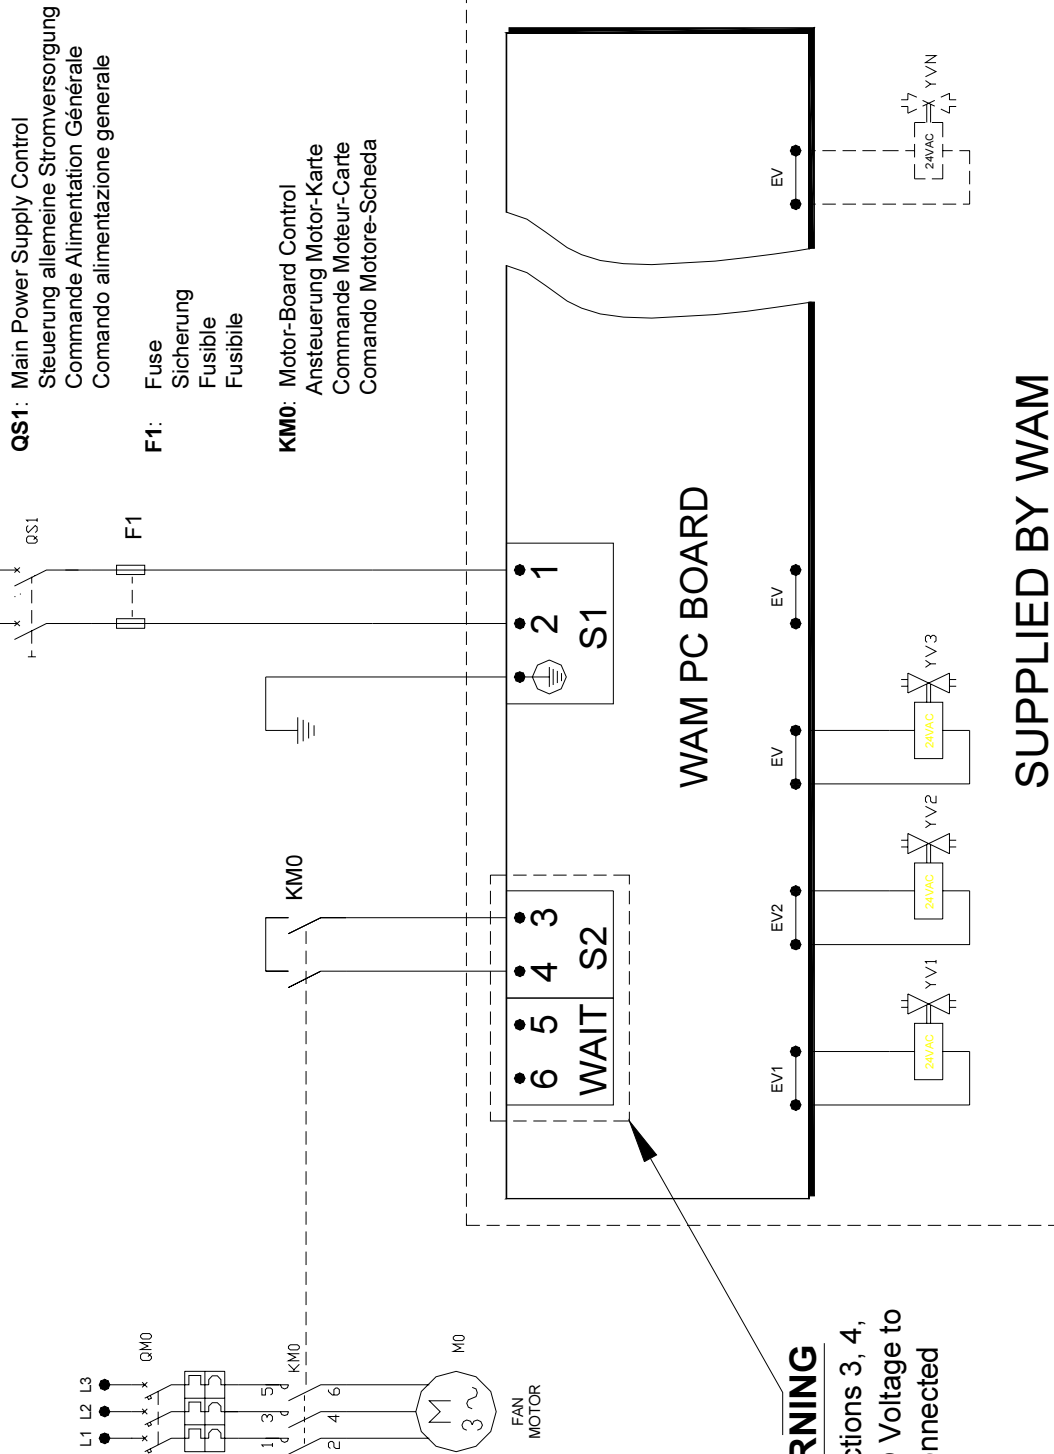 QS1: Main Power Supply Control
Steuerung allemeine Stromversorgung
Commande Alimentation Générale
Comando alimentazione generale
F1: Fuse
Sicherung
Fusible
Fusibile
KM0: Motor-Board Control
Ansteuerung Motor-Karte
Commande Moteur-Carte
Comando Motore-Scheda
QS1
F1
KM0
L1 L2 L3
QM0
KM0
1 3 5
2 4 6
M
3~
M0
FAN
MOTOR
6 5 4 3
WAIT S2
2 1
S1
WAM PC BOARD
EV1
EV2
EV
EV
EV
24VAC YV1
24VAC YV2
24VAC YV3
24VAC YVN
SUPPLIED BY WAM
RNING
ctions 3, 4,
Voltage to
nnected